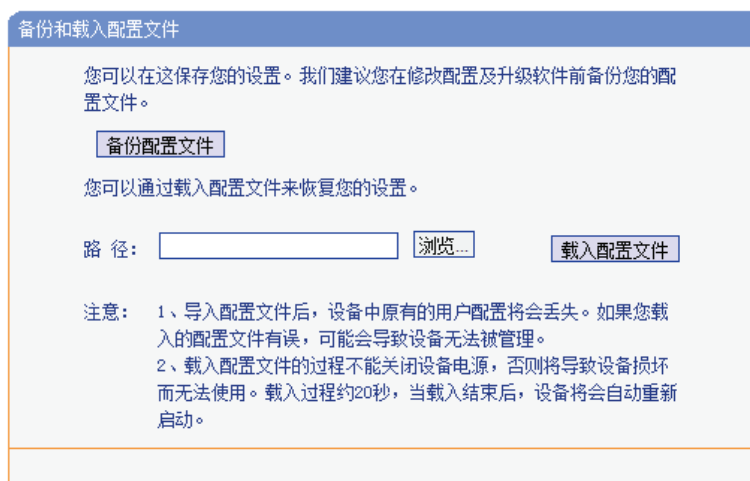 备份和载入配置文件
您可以在这保存您的设置。我们建议您在修改配置及升级软件前备份您的配
置文件。
备份配置文件
您可以通过载入配置文件来恢复您的设置。
路 径： 浏览... 载入配置文件
注意： 1、导入配置文件后，设备中原有的用户配置将会丢失。如果您载
入的配置文件有误，可能会导致设备无法被管理。
2、载入配置文件的过程不能关闭设备电源，否则将导致设备损坏
而无法使用。载入过程约20秒，当载入结束后，设备将会自动重新
启动。